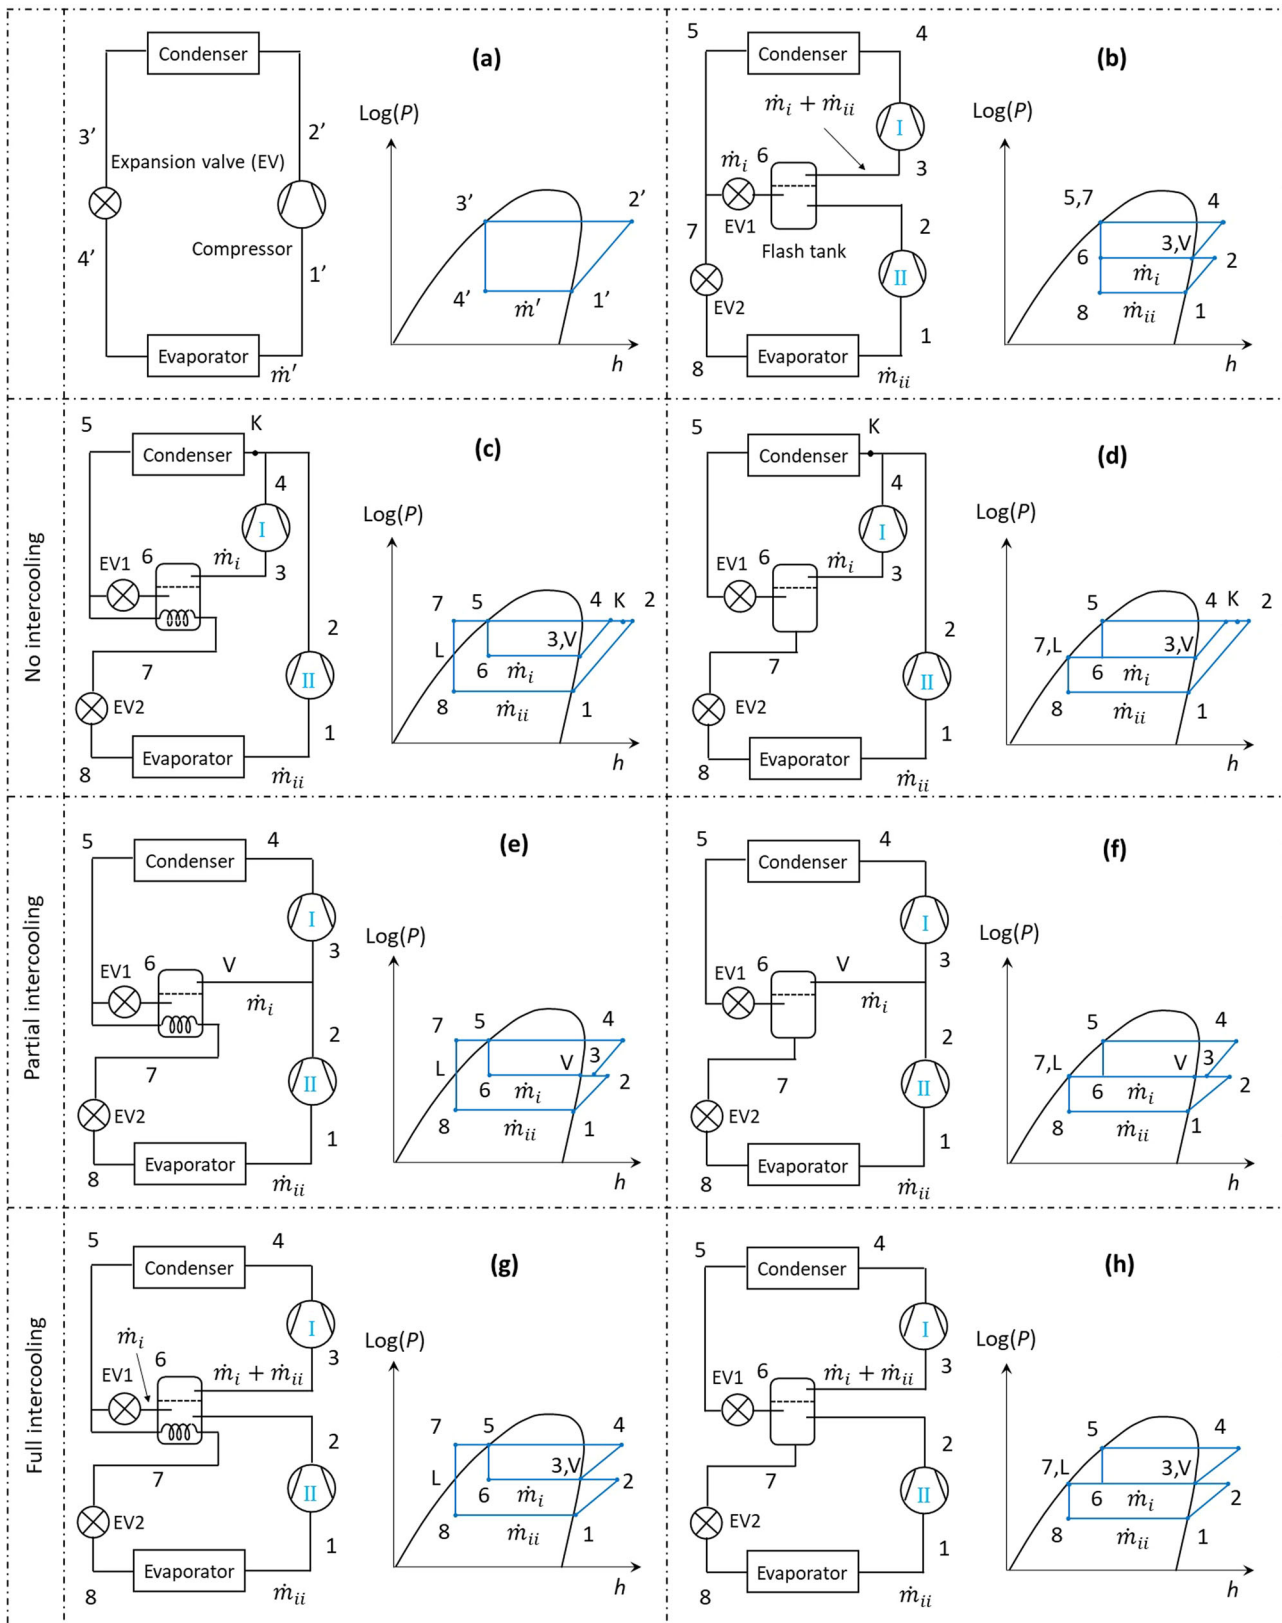 (a)
Condenser
3’
2’
Expansion valve (EV)
Compressor
4’
1’
Evaporator
ṁ′
Log(P)
3’
2’
4’
ṁ′
1’
h
(b)
5
Condenser
4
ṁᵢ + ṁᵢᵢ
I
ṁᵢ
6
3
EV1
7
Flash tank
2
II
EV2
1
8
Evaporator
ṁᵢᵢ
Log(P)
5,7
4
6
3,V
2
ṁᵢ
8
ṁᵢᵢ
1
h
No intercooling
(c)
5
Condenser
K
4
I
EV1
6
ṁᵢ
3
2
7
II
EV2
1
8
Evaporator
ṁᵢᵢ
Log(P)
7
5
4
K
2
L
3,V
6
ṁᵢ
8
ṁᵢᵢ
1
h
(d)
5
Condenser
K
4
I
EV1
6
ṁᵢ
3
2
7
II
EV2
1
8
Evaporator
ṁᵢᵢ
Log(P)
5
4
K
2
7,L
3,V
6
ṁᵢ
8
ṁᵢᵢ
1
h
Partial intercooling
(e)
5
Condenser
4
I
3
EV1
6
V
ṁᵢ
2
7
II
EV2
1
8
Evaporator
ṁᵢᵢ
Log(P)
7
5
4
L
V
3
6
ṁᵢ
2
8
ṁᵢᵢ
1
h
(f)
5
Condenser
4
I
3
EV1
6
V
ṁᵢ
2
7
II
EV2
1
8
Evaporator
ṁᵢᵢ
Log(P)
5
4
7,L
V
3
6
ṁᵢ
2
8
ṁᵢᵢ
1
h
Full intercooling
(g)
5
Condenser
4
I
ṁᵢ
3
EV1
6
ṁᵢ + ṁᵢᵢ
2
7
II
EV2
1
8
Evaporator
ṁᵢᵢ
Log(P)
7
5
4
L
3,V
6
ṁᵢ
2
8
ṁᵢᵢ
1
h
(h)
5
Condenser
4
I
3
EV1
6
ṁᵢ + ṁᵢᵢ
2
7
II
EV2
1
8
Evaporator
ṁᵢᵢ
Log(P)
5
4
7,L
3,V
6
ṁᵢ
2
8
ṁᵢᵢ
1
h